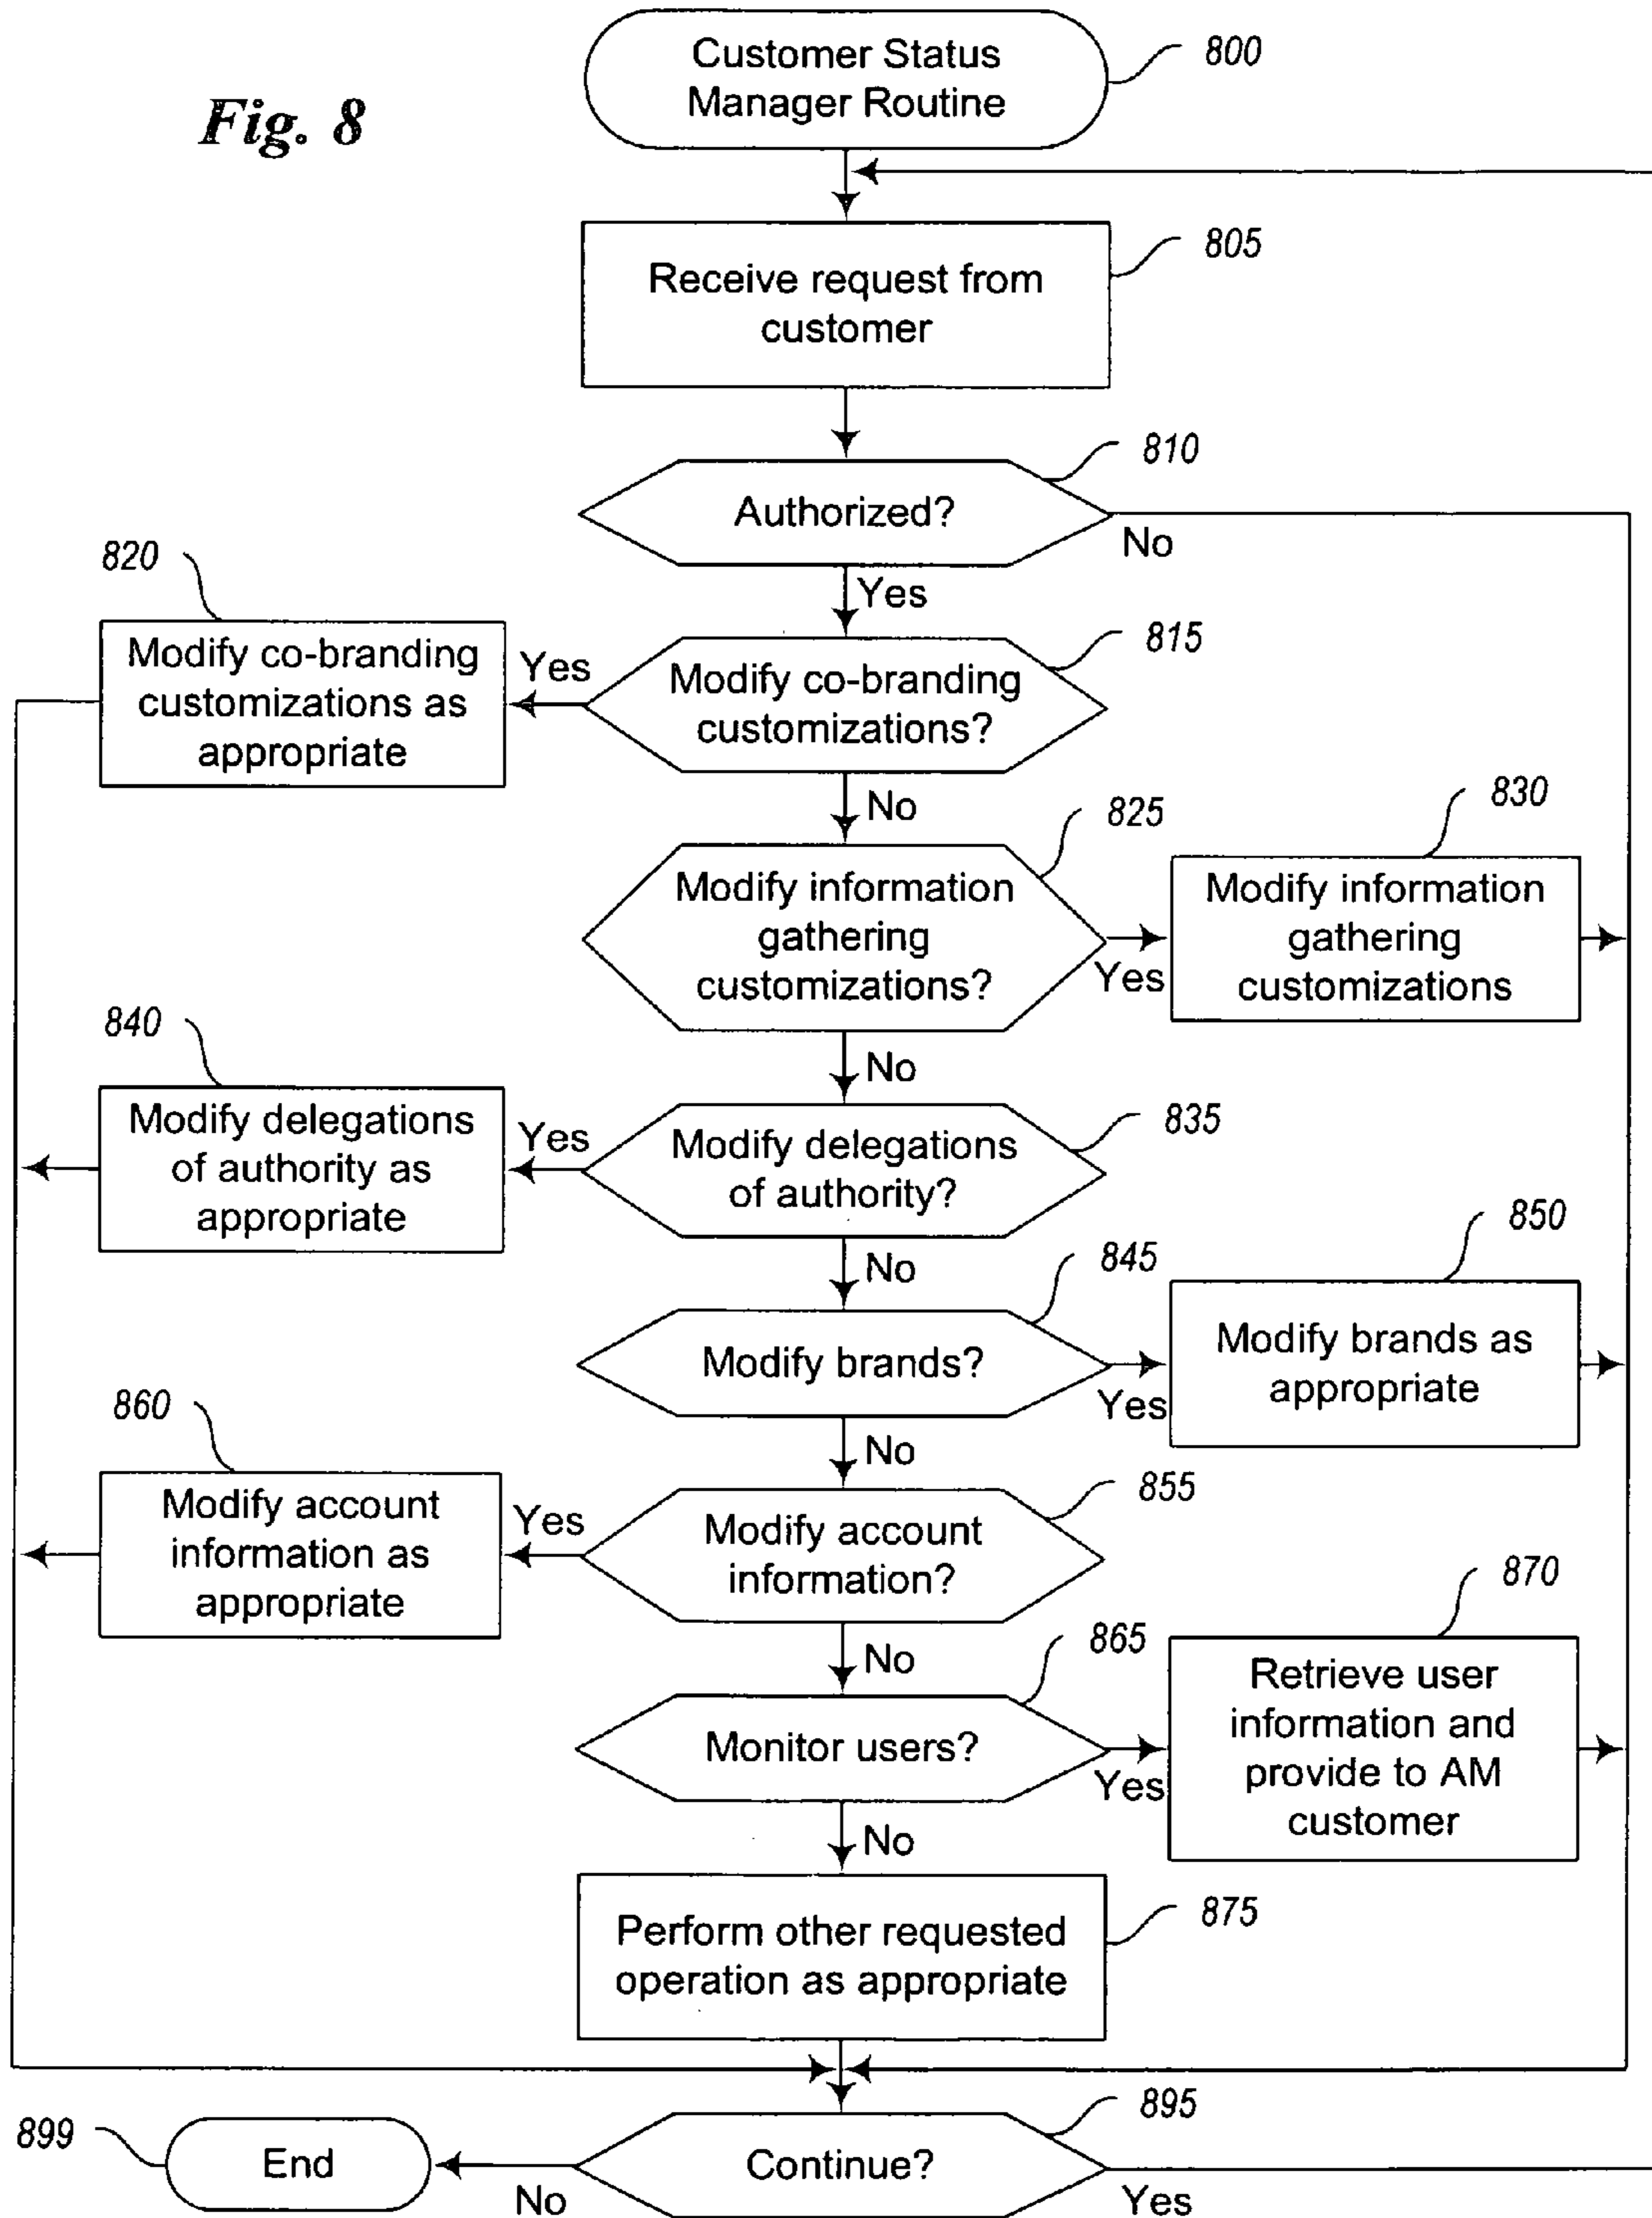 Fig. 8
Customer Status
Manager Routine
800
Receive request from
customer
805
Authorized?
810
No
Yes
820
Modify co-branding
customizations as
appropriate
Yes
Modify co-branding
customizations?
815
No
Modify information
gathering
customizations?
825
Yes
830
Modify information
gathering
customizations
No
840
Modify delegations
of authority as
appropriate
Yes
Modify delegations
of authority?
835
No
Modify brands?
845
Yes
850
Modify brands as
appropriate
No
860
Modify account
information as
appropriate
Yes
Modify account
information?
855
No
Monitor users?
865
Yes
870
Retrieve user
information and
provide to AM
customer
No
Perform other requested
operation as appropriate
875
899
End
No
Continue?
895
Yes